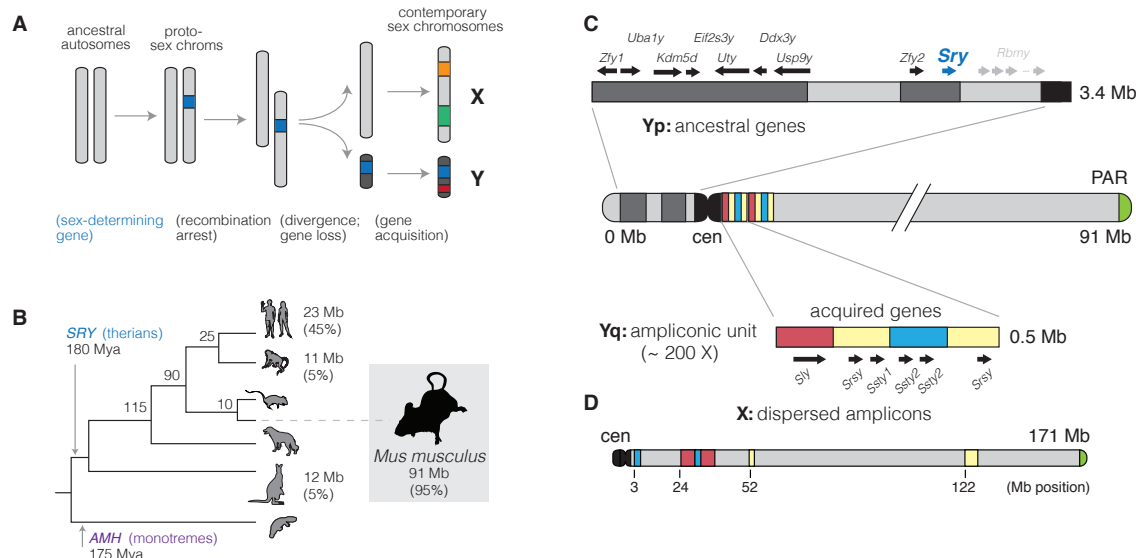 A
ancestral
autosomes
proto-
sex chroms
contemporary
sex chromosomes
X
Y
(sex-determining
gene)
(recombination
arrest)
(divergence;
gene loss)
(gene
acquisition)
B
SRY (therians)
180 Mya
115
90
25
10
23 Mb
(45%)
11 Mb
(5%)
12 Mb
(5%)
Mus musculus
91 Mb
(95%)
AMH (monotremes)
175 Mya
C
Zfy1
Uba1y
Kdm5d
Eif2s3y
Uty
Ddx3y
Usp9y
Zfy2
Sry
Rbmy
3.4 Mb
Yp: ancestral genes
PAR
0 Mb
cen
91 Mb
acquired genes
Yq: ampliconic unit
(~ 200 X)
0.5 Mb
Sly
Srsy
Ssty1
Ssty2
Ssty2
Srsy
D
X: dispersed amplicons
cen
171 Mb
3
24
52
122
(Mb position)